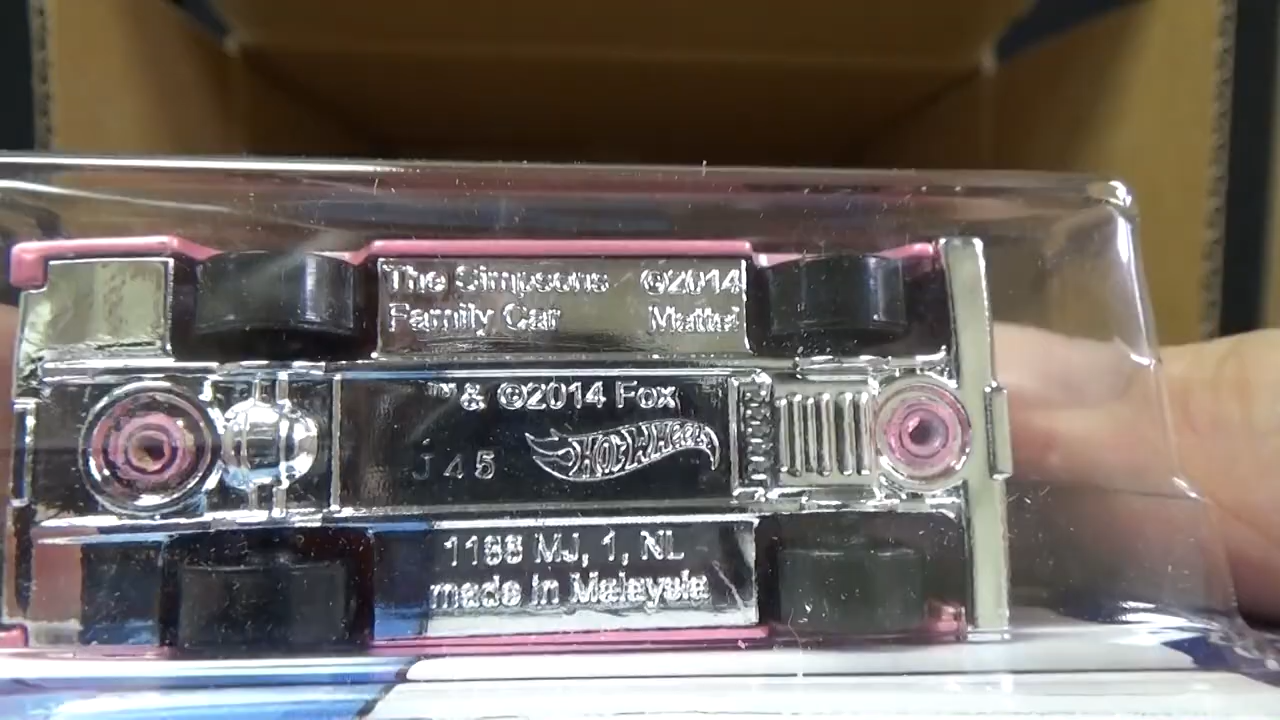 The Simpsons ©2014
Family Car Mattel
™& ©2014 Fox
J45
HOT WHEELS
1188 MJ, 1, NL
made in Malaysia